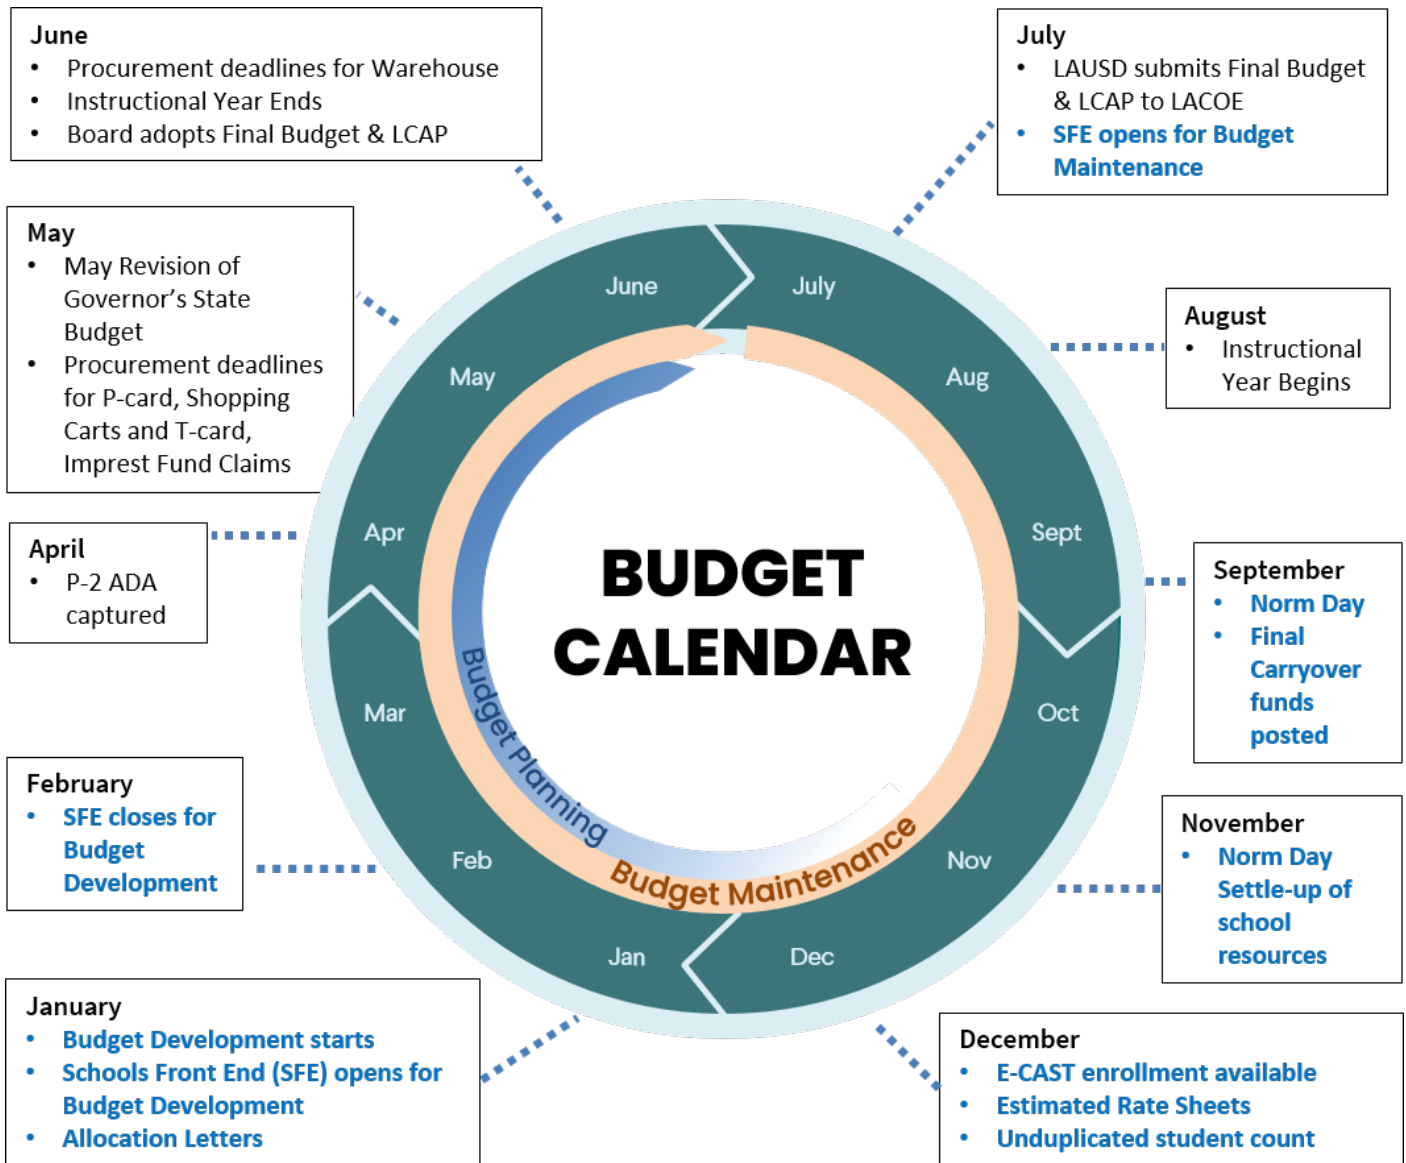 June
• Procurement deadlines for Warehouse
• Instructional Year Ends
• Board adopts Final Budget & LCAP
July
• LAUSD submits Final Budget
& LCAP to LACOE
• SFE opens for Budget
Maintenance
May
• May Revision of
Governor’s State
Budget
• Procurement deadlines
for P-card, Shopping
Carts and T-card,
Imprest Fund Claims
August
• Instructional
Year Begins
April
• P-2 ADA
captured
September
• Norm Day
• Final
Carryover
funds
posted
February
• SFE closes for
Budget
Development
November
• Norm Day
Settle-up of
school
resources
January
• Budget Development starts
• Schools Front End (SFE) opens for
Budget Development
• Allocation Letters
December
• E-CAST enrollment available
• Estimated Rate Sheets
• Unduplicated student count
June
July
May
Aug
Apr
Sept
Mar
Oct
Feb
Nov
Jan
Dec
BUDGET
CALENDAR
Budget Planning
Budget Maintenance